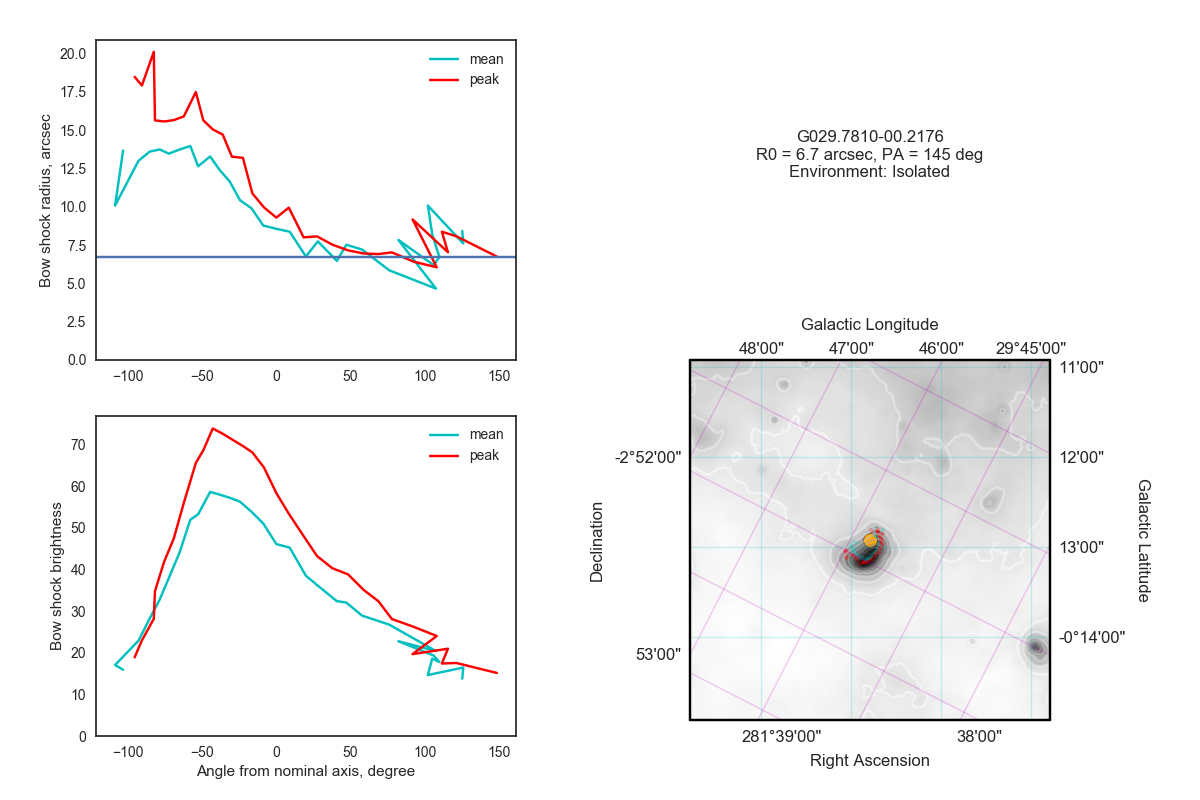 20.0
17.5
15.0
12.5
10.0
7.5
5.0
2.5
0.0
Bow shock radius, arcsec
mean
peak
−100
−50
0
50
100
150
70
60
50
40
30
20
10
0
Bow shock brightness
mean
peak
−100
−50
0
50
100
150
Angle from nominal axis, degree
G029.7810-00.2176
R0 = 6.7 arcsec, PA = 145 deg
Environment: Isolated
Galactic Longitude
48'00"
47'00"
46'00"
29°45'00"
11'00"
12'00"
13'00"
-0°14'00"
Galactic Latitude
-2°52'00"
53'00"
Declination
281°39'00"
38'00"
Right Ascension